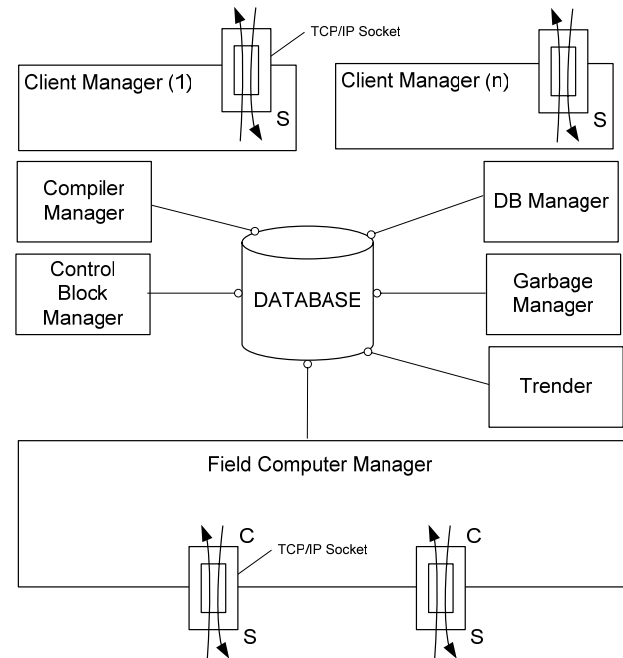 TCP/IP Socket
Client Manager (1)
S
Client Manager (n)
S
Compiler
Manager
DB Manager
Control
Block
Manager
DATABASE
Garbage
Manager
Trender
Field Computer Manager
C
TCP/IP Socket
S
C
S